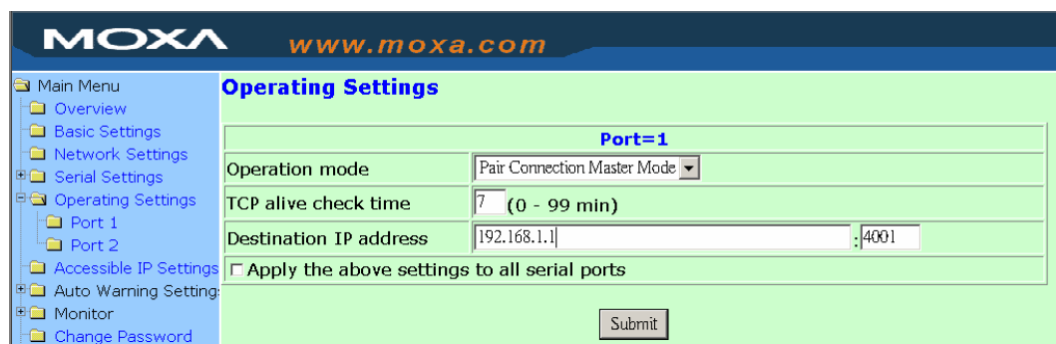 MOXA www.moxa.com
Main Menu
Overview
Basic Settings
Network Settings
Serial Settings
Operating Settings
Port 1
Port 2
Accessible IP Settings
Auto Warning Setting
Monitor
Change Password
Operating Settings
Port=1
Operation mode Pair Connection Master Mode
TCP alive check time 7 (0 - 99 min)
Destination IP address 192.168.1.1 : 4001
Apply the above settings to all serial ports
Submit